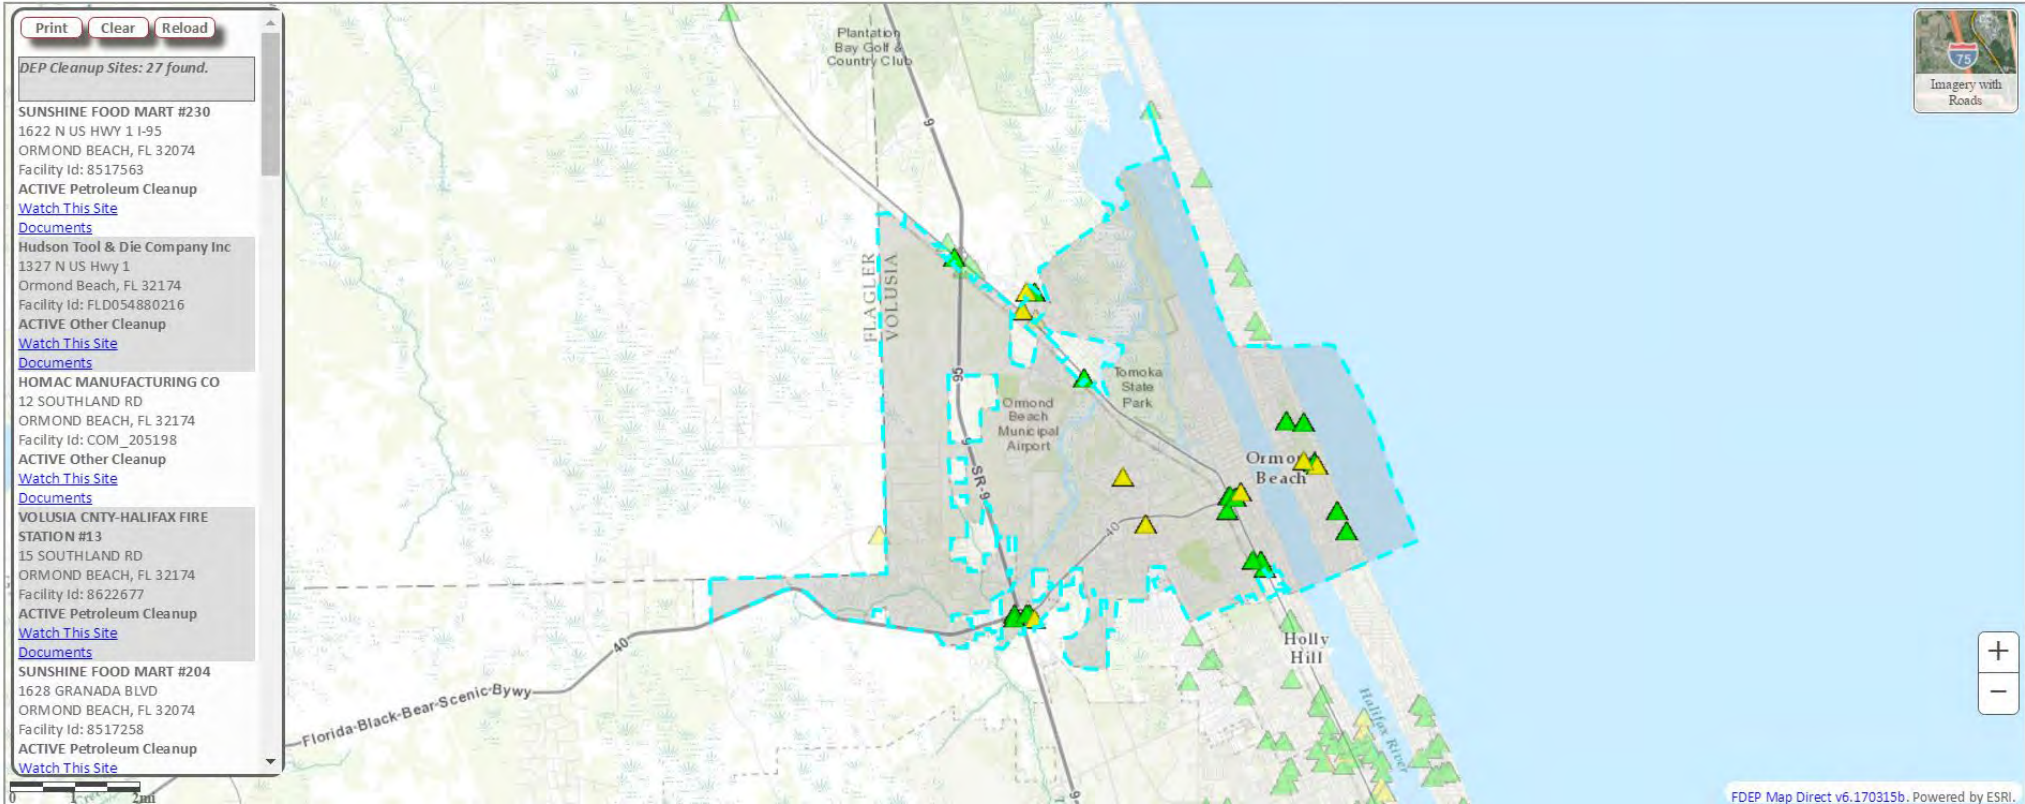 Print Clear Reload
DEP Cleanup Sites: 27 found.
SUNSHINE FOOD MART #230
1622 N US HWY 1 I-95
ORMOND BEACH, FL 32074
Facility Id: 8517563
ACTIVE Petroleum Cleanup
Watch This Site
Documents
Hudson Tool & Die Company Inc
1327 N US Hwy 1
Ormond Beach, FL 32174
Facility Id: FLD054880216
ACTIVE Other Cleanup
Watch This Site
Documents
HOMAC MANUFACTURING CO
12 SOUTHLAND RD
ORMOND BEACH, FL 32174
Facility Id: COM_205198
ACTIVE Other Cleanup
Watch This Site
Documents
VOLUSIA CNTY-HALIFAX FIRE
STATION #13
15 SOUTHLAND RD
ORMOND BEACH, FL 32174
Facility Id: 8622677
ACTIVE Petroleum Cleanup
Watch This Site
Documents
SUNSHINE FOOD MART #204
1628 GRANADA BLVD
ORMOND BEACH, FL 32074
Facility Id: 8517258
ACTIVE Petroleum Cleanup
Watch This Site
0 1 2mi
Plantation
Bay Golf &
Country Club
9
FLAGLER
VOLUSIA
95
9
SR-9
Ormond
Beach
Municipal
Airport
Tomoka
State
Park
Beach
40
40
Florida-Black-Bear-Scenic-Bywy
Holly
Hill
Halifax River
9
75
Imagery with
Roads
+
−
FDEP Map Direct v6.170315b. Powered by ESRI.